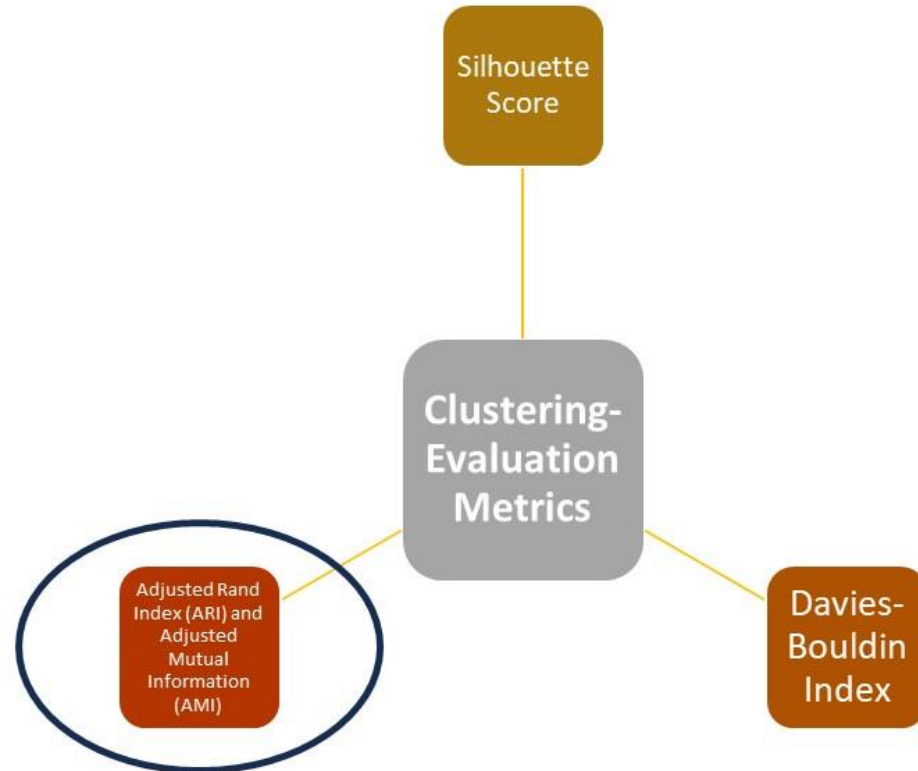 Silhouette
Score
Clustering-
Evaluation
Metrics
Adjusted Rand
Index (ARI) and
Adjusted
Mutual
Information
(AMI)
Davies-
Bouldin
Index